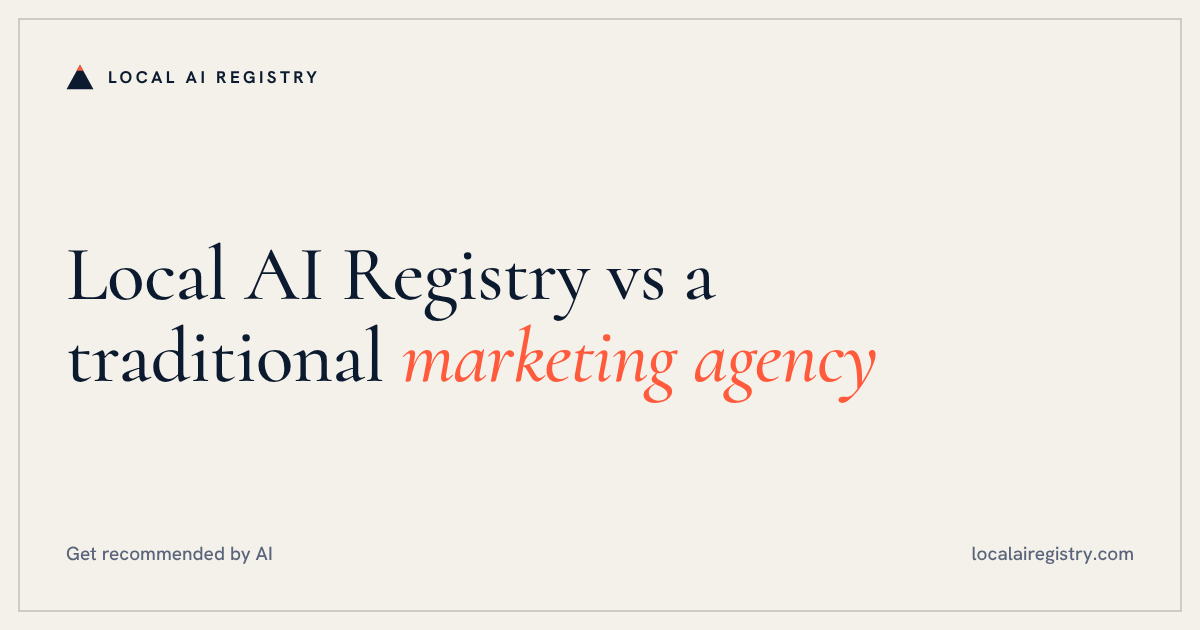 LOCAL AI REGISTRY
Local AI Registry vs a
traditional marketing agency
Get recommended by AI
localairegistry.com